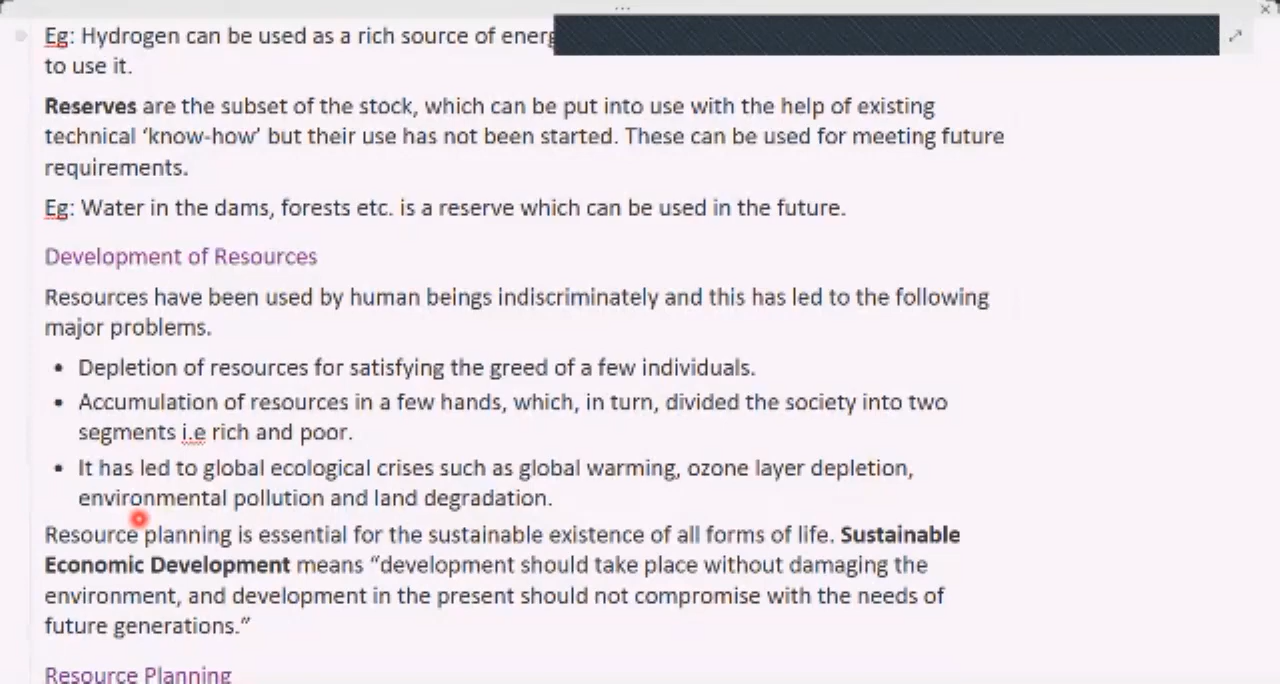 Eg: Hydrogen can be used as a rich source of
to use it.
Reserves are the subset of the stock, which can be put into use with the help of existing
technical ‘know-how’ but their use has not been started. These can be used for meeting future
requirements.
Eg: Water in the dams, forests etc. is a reserve which can be used in the future.
Development of Resources
Resources have been used by human beings indiscriminately and this has led to the following
major problems.
• Depletion of resources for satisfying the greed of a few individuals.
• Accumulation of resources in a few hands, which, in turn, divided the society into two
segments i.e rich and poor.
• It has led to global ecological crises such as global warming, ozone layer depletion,
environmental pollution and land degradation.
Resource planning is essential for the sustainable existence of all forms of life. Sustainable
Economic Development means “development should take place without damaging the
environment, and development in the present should not compromise with the needs of
future generations.”
Resource Planning